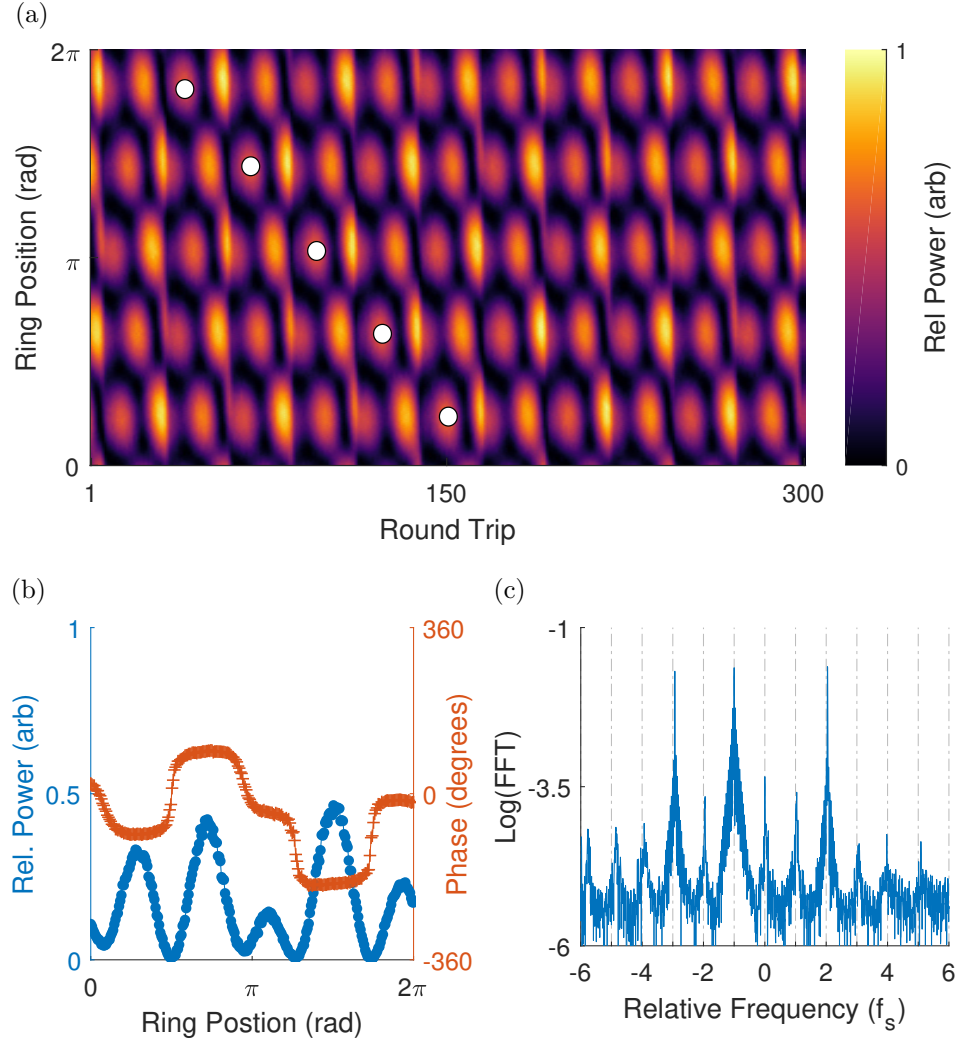 (a)
2π
π
0
Ring Position (rad)
1
150
300
Round Trip
1
0
Rel Power (arb)
(b)
1
0.5
0
Rel. Power (arb)
360
0
-360
Phase (degrees)
0
π
2π
Ring Postion (rad)
(c)
-1
-3.5
-6
Log(FFT)
-6
-4
-2
0
2
4
6
Relative Frequency (f_s)